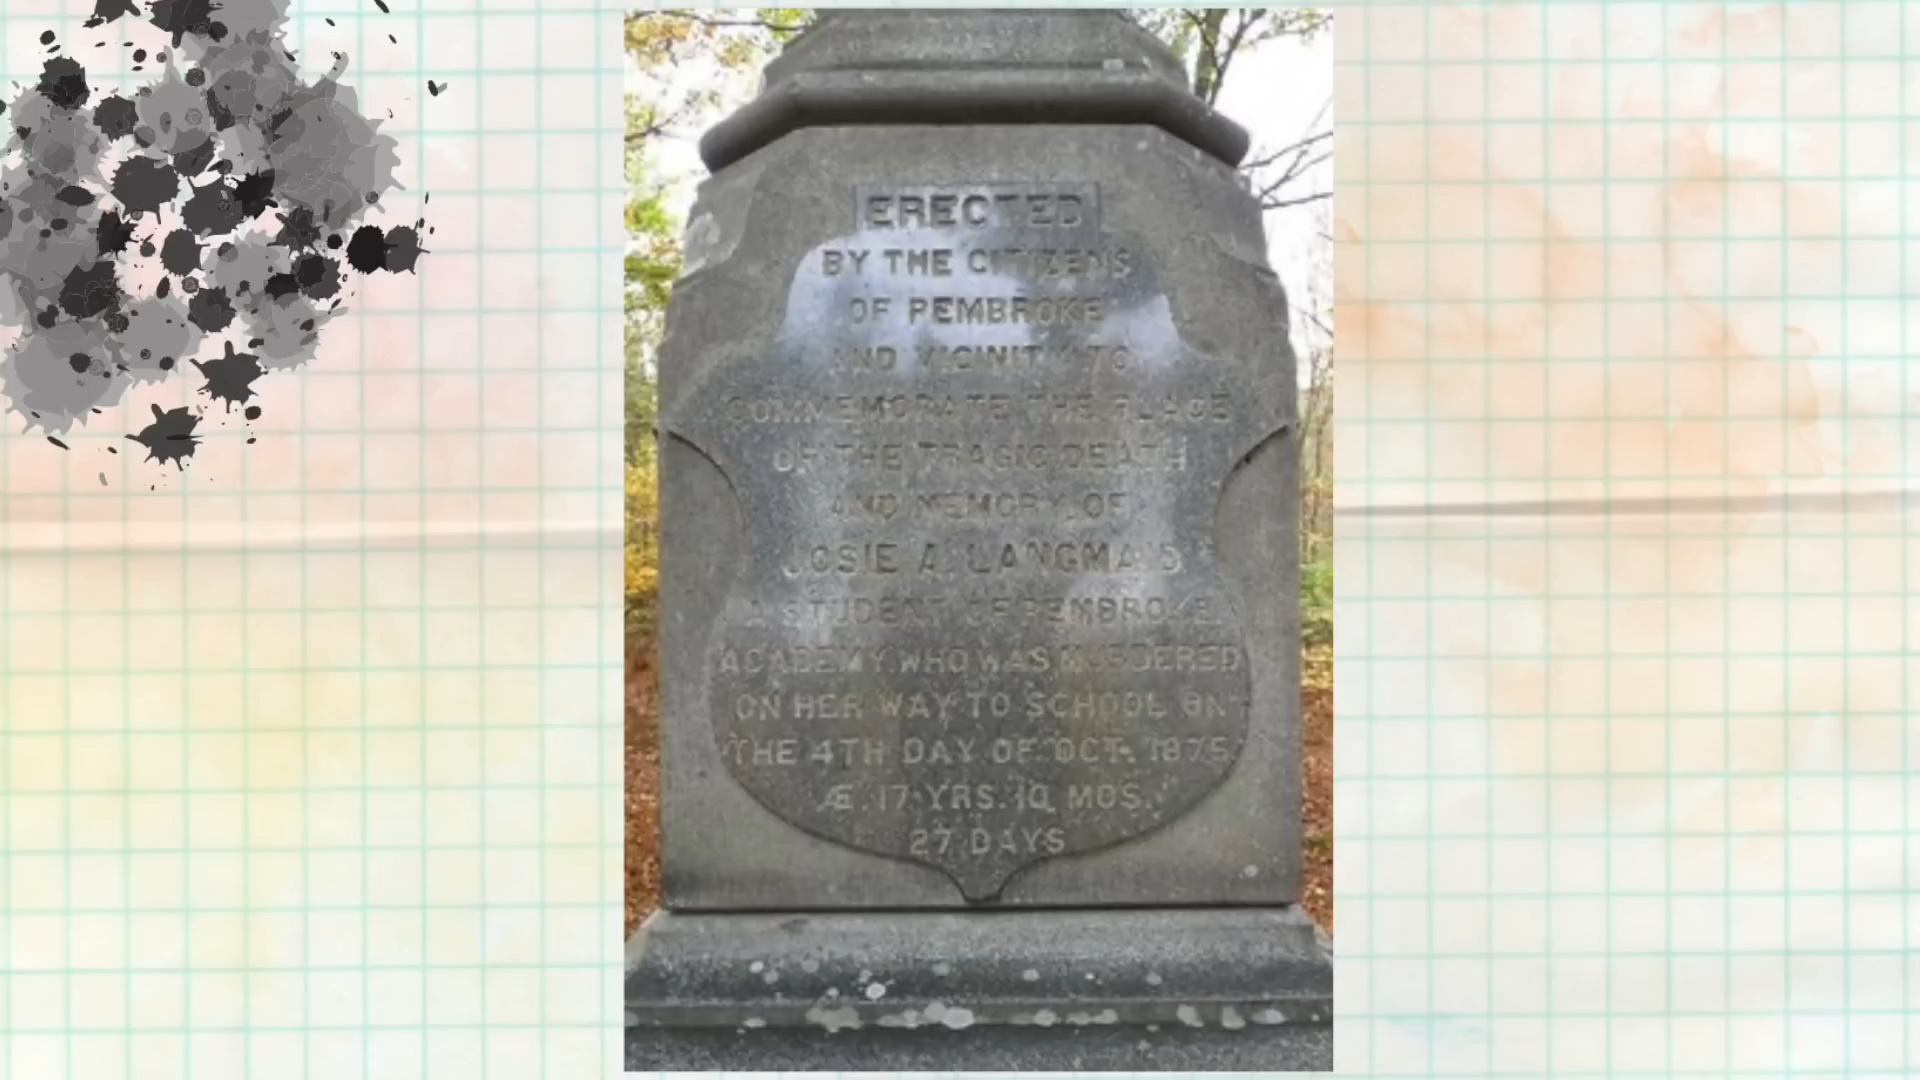 ERECTED
BY THE CITIZENS
OF PEMBROKE
AND VICINITY TO
COMMEMORATE THE PLACE
OF THE TRAGIC DEATH
AND MEMORY OF
JOSIE A. LANGMAID
A STUDENT OF PEMBROKE
ACADEMY WHO WAS MURDERED
ON HER WAY TO SCHOOL ON
THE 4TH DAY OF OCT. 1875.
Æ. 17 YRS. 10 MOS.
27 DAYS